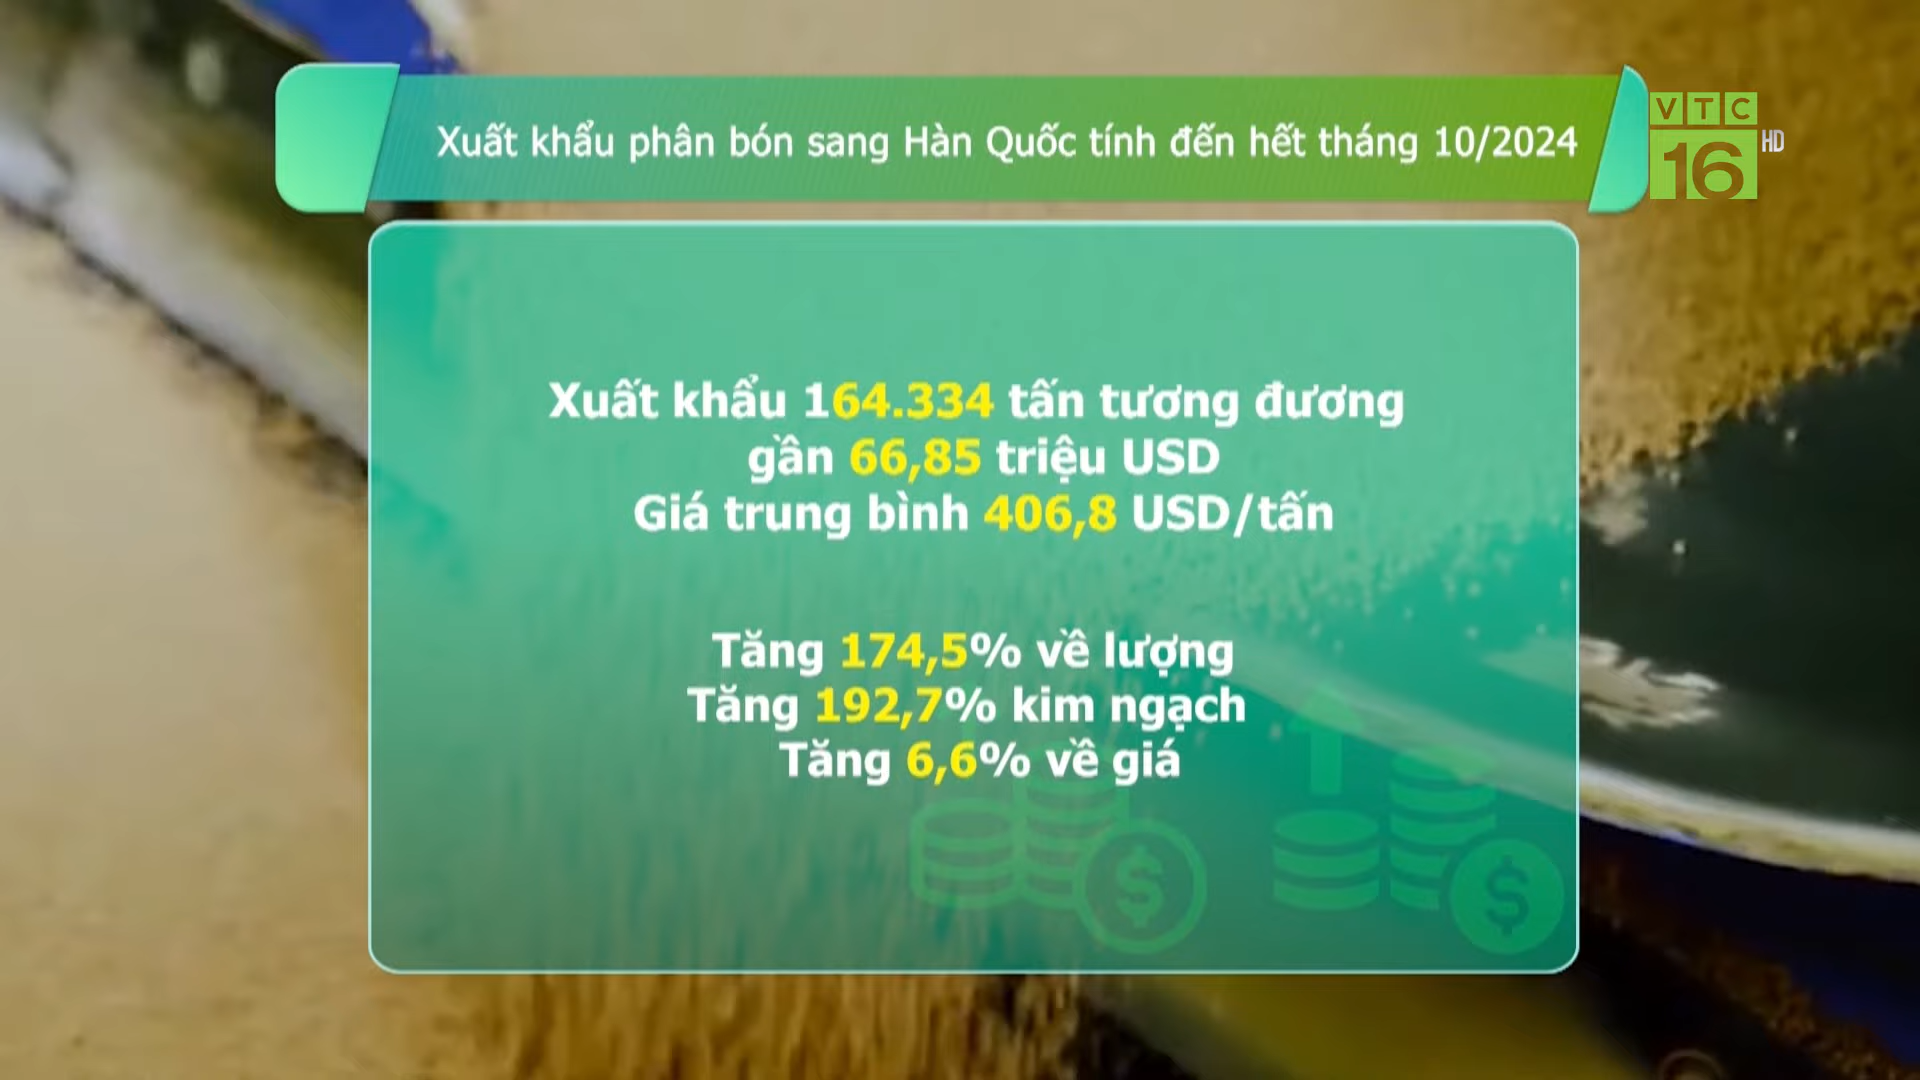 Xuất khẩu phân bón sang Hàn Quốc tính đến hết tháng 10/2024
VTC
16 HD
Xuất khẩu 164.334 tấn tương đương
gần 66,85 triệu USD
Giá trung bình 406,8 USD/tấn
Tăng 174,5% về lượng
Tăng 192,7% kim ngạch
Tăng 6,6% về giá